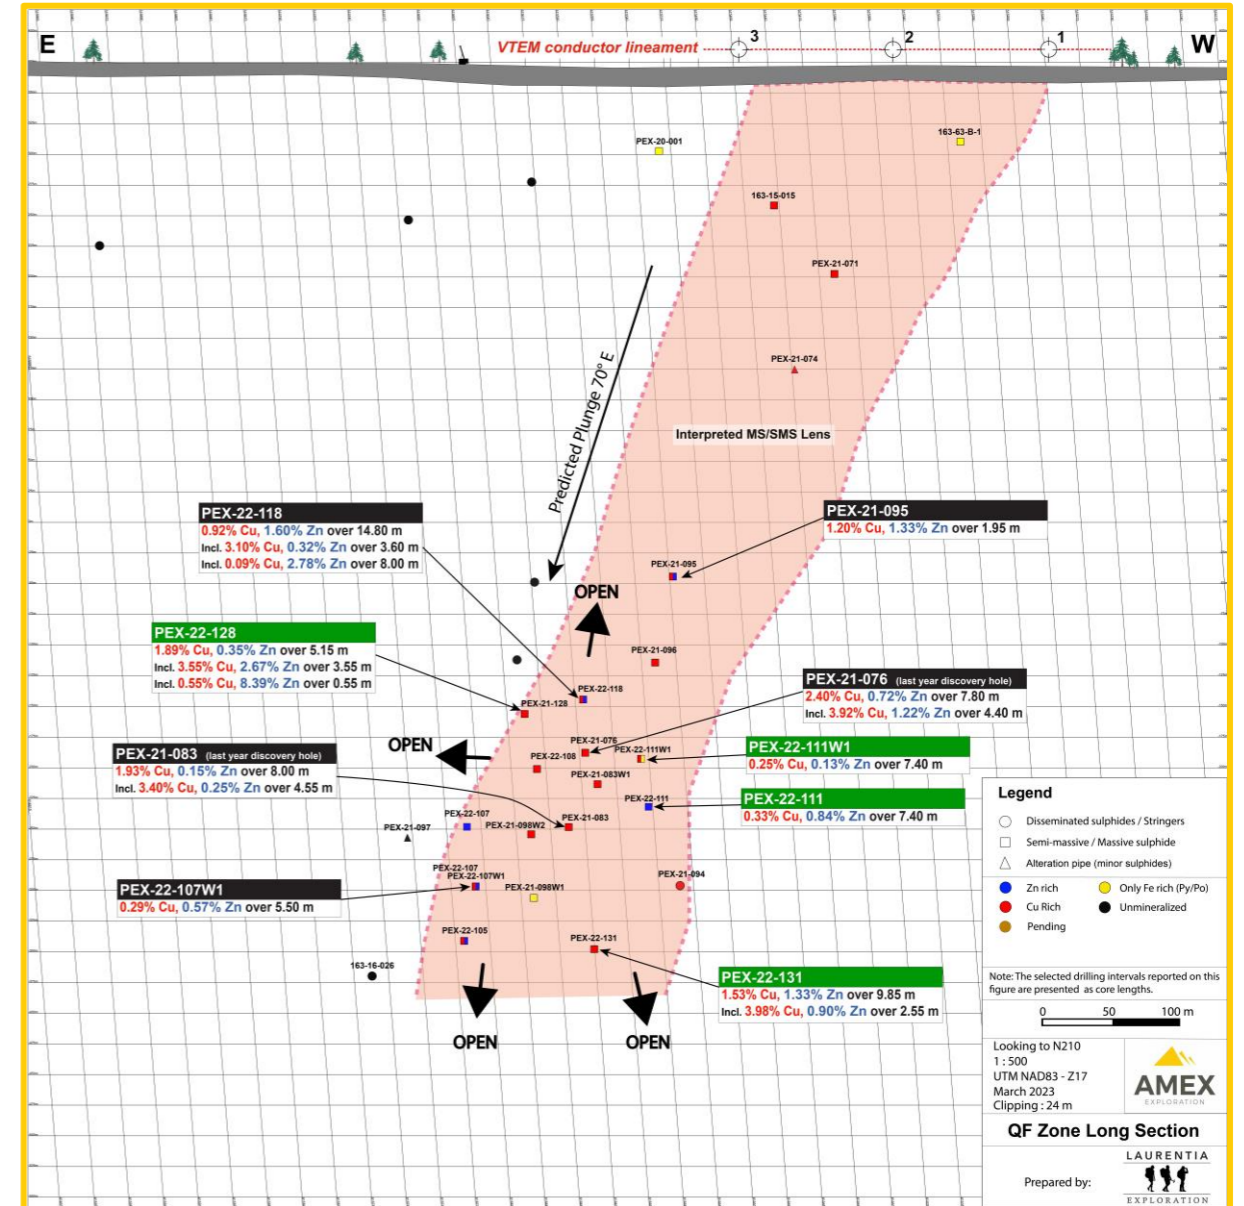 E
VTEM conductor lineament
3
2
1
W
PEX-20-001
163-63-B-1
163-15-015
PEX-21-071
PEX-21-074
Predicted Plunge 70° E
Interpreted MS/SMS Lens
PEX-22-118
0.92% Cu, 1.60% Zn over 14.80 m
Incl. 3.10% Cu, 0.32% Zn over 3.60 m
Incl. 0.09% Cu, 2.78% Zn over 8.00 m
PEX-21-095
1.20% Cu, 1.33% Zn over 1.95 m
PEX-21-095
OPEN
PEX-22-128
1.89% Cu, 0.35% Zn over 5.15 m
Incl. 3.55% Cu, 2.67% Zn over 3.55 m
Incl. 0.55% Cu, 8.39% Zn over 0.55 m
PEX-21-096
PEX-21-076 (last year discovery hole)
2.40% Cu, 0.72% Zn over 7.80 m
Incl. 3.92% Cu, 1.22% Zn over 4.40 m
PEX-22-118
PEX-21-128
OPEN
PEX-21-076
PEX-22-111W1
PEX-22-108
PEX-22-111W1
0.25% Cu, 0.13% Zn over 7.40 m
PEX-21-083 (last year discovery hole)
1.93% Cu, 0.15% Zn over 8.00 m
Incl. 3.40% Cu, 0.25% Zn over 4.55 m
PEX-21-083W1
PEX-22-111
PEX-22-111
0.33% Cu, 0.84% Zn over 7.40 m
PEX-22-107
PEX-21-083
PEX-21-097
PEX-21-098W2
PEX-22-107
PEX-22-107W1
PEX-21-094
PEX-22-107W1
0.29% Cu, 0.57% Zn over 5.50 m
PEX-21-098W1
PEX-22-105
PEX-22-131
163-16-026
PEX-22-131
1.53% Cu, 1.33% Zn over 9.85 m
Incl. 3.98% Cu, 0.90% Zn over 2.55 m
OPEN
OPEN
Legend
Disseminated sulphides / Stringers
Semi-massive / Massive sulphide
Alteration pipe (minor sulphides)
Zn rich
Only Fe rich (Py/Po)
Cu Rich
Unmineralized
Pending
Note: The selected drilling intervals reported on this
figure are presented as core lengths.
0 50 100 m
Looking to N210
1 : 500
UTM NAD83 - Z17
March 2023
Clipping : 24 m
AMEX
EXPLORATION
QF Zone Long Section
Prepared by:
LAURENTIA
EXPLORATION